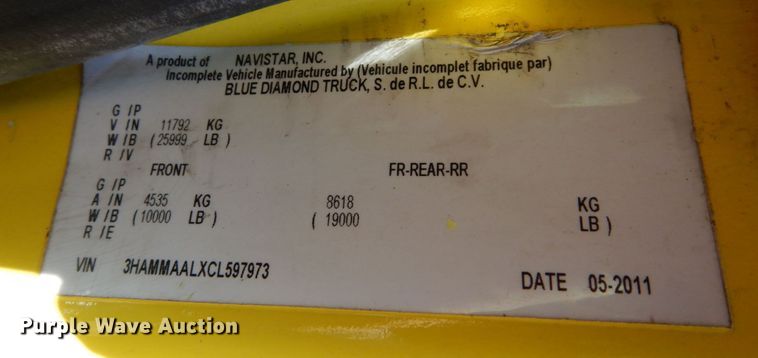 A product of NAVISTAR, INC.
Incomplete Vehicle Manufactured by (Vehicule incomplet fabrique par)
BLUE DIAMOND TRUCK, S. de R.L. de C.V.
G / P
V / N 11792 KG
W / B ( 25999 LB )
R / V
FRONT FR-REAR-RR
G / P
A / N 4535 KG 8618 KG
W / B ( 10000 LB ) ( 19000 LB )
R / E
VIN 3HAMMAALXCL597973 DATE 05-2011
Purple Wave Auction